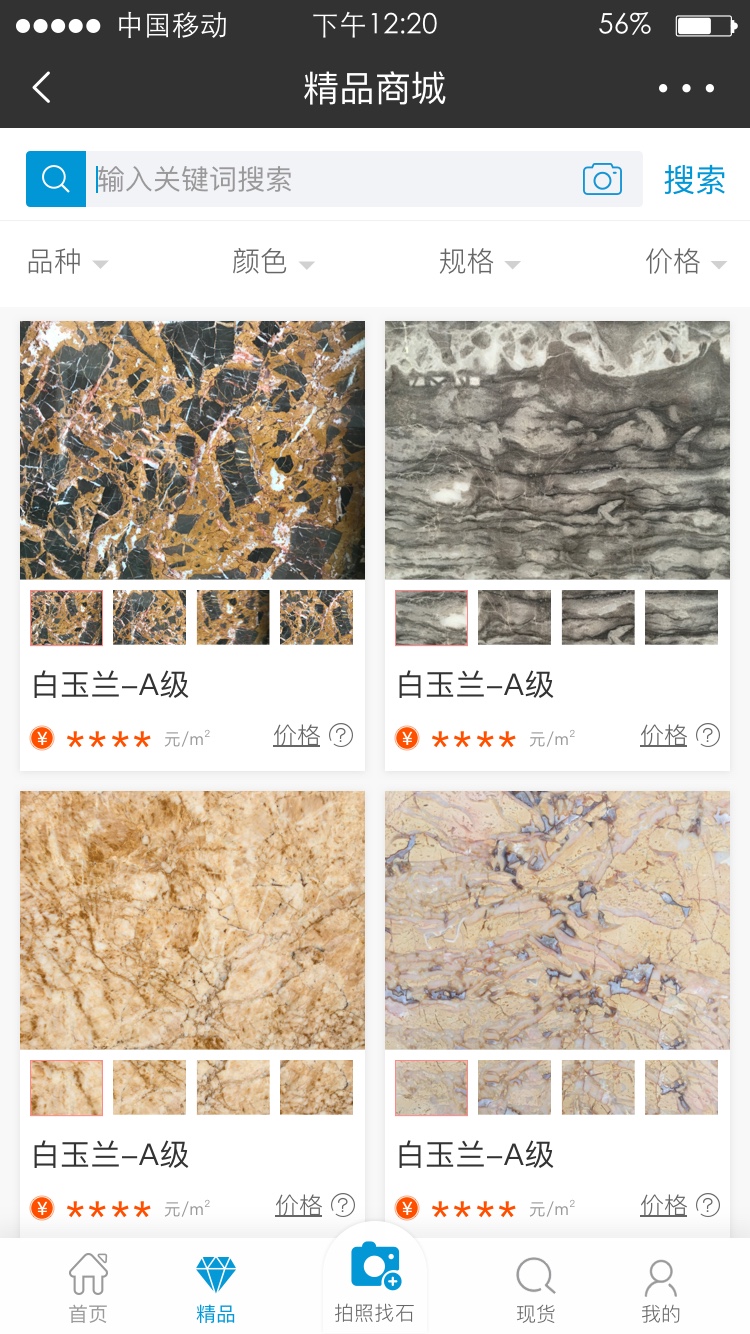 中国移动 下午12:20 56%
精品商城
输入关键词搜索 搜索
品种 颜色 规格 价格
白玉兰-A级 白玉兰-A级
¥ **** 元/m² 价格 ? ¥ **** 元/m² 价格 ?
白玉兰-A级 白玉兰-A级
¥ **** 元/m² 价格 ? ¥ **** 元/m² 价格 ?
首页 精品 拍照找石 现货 我的